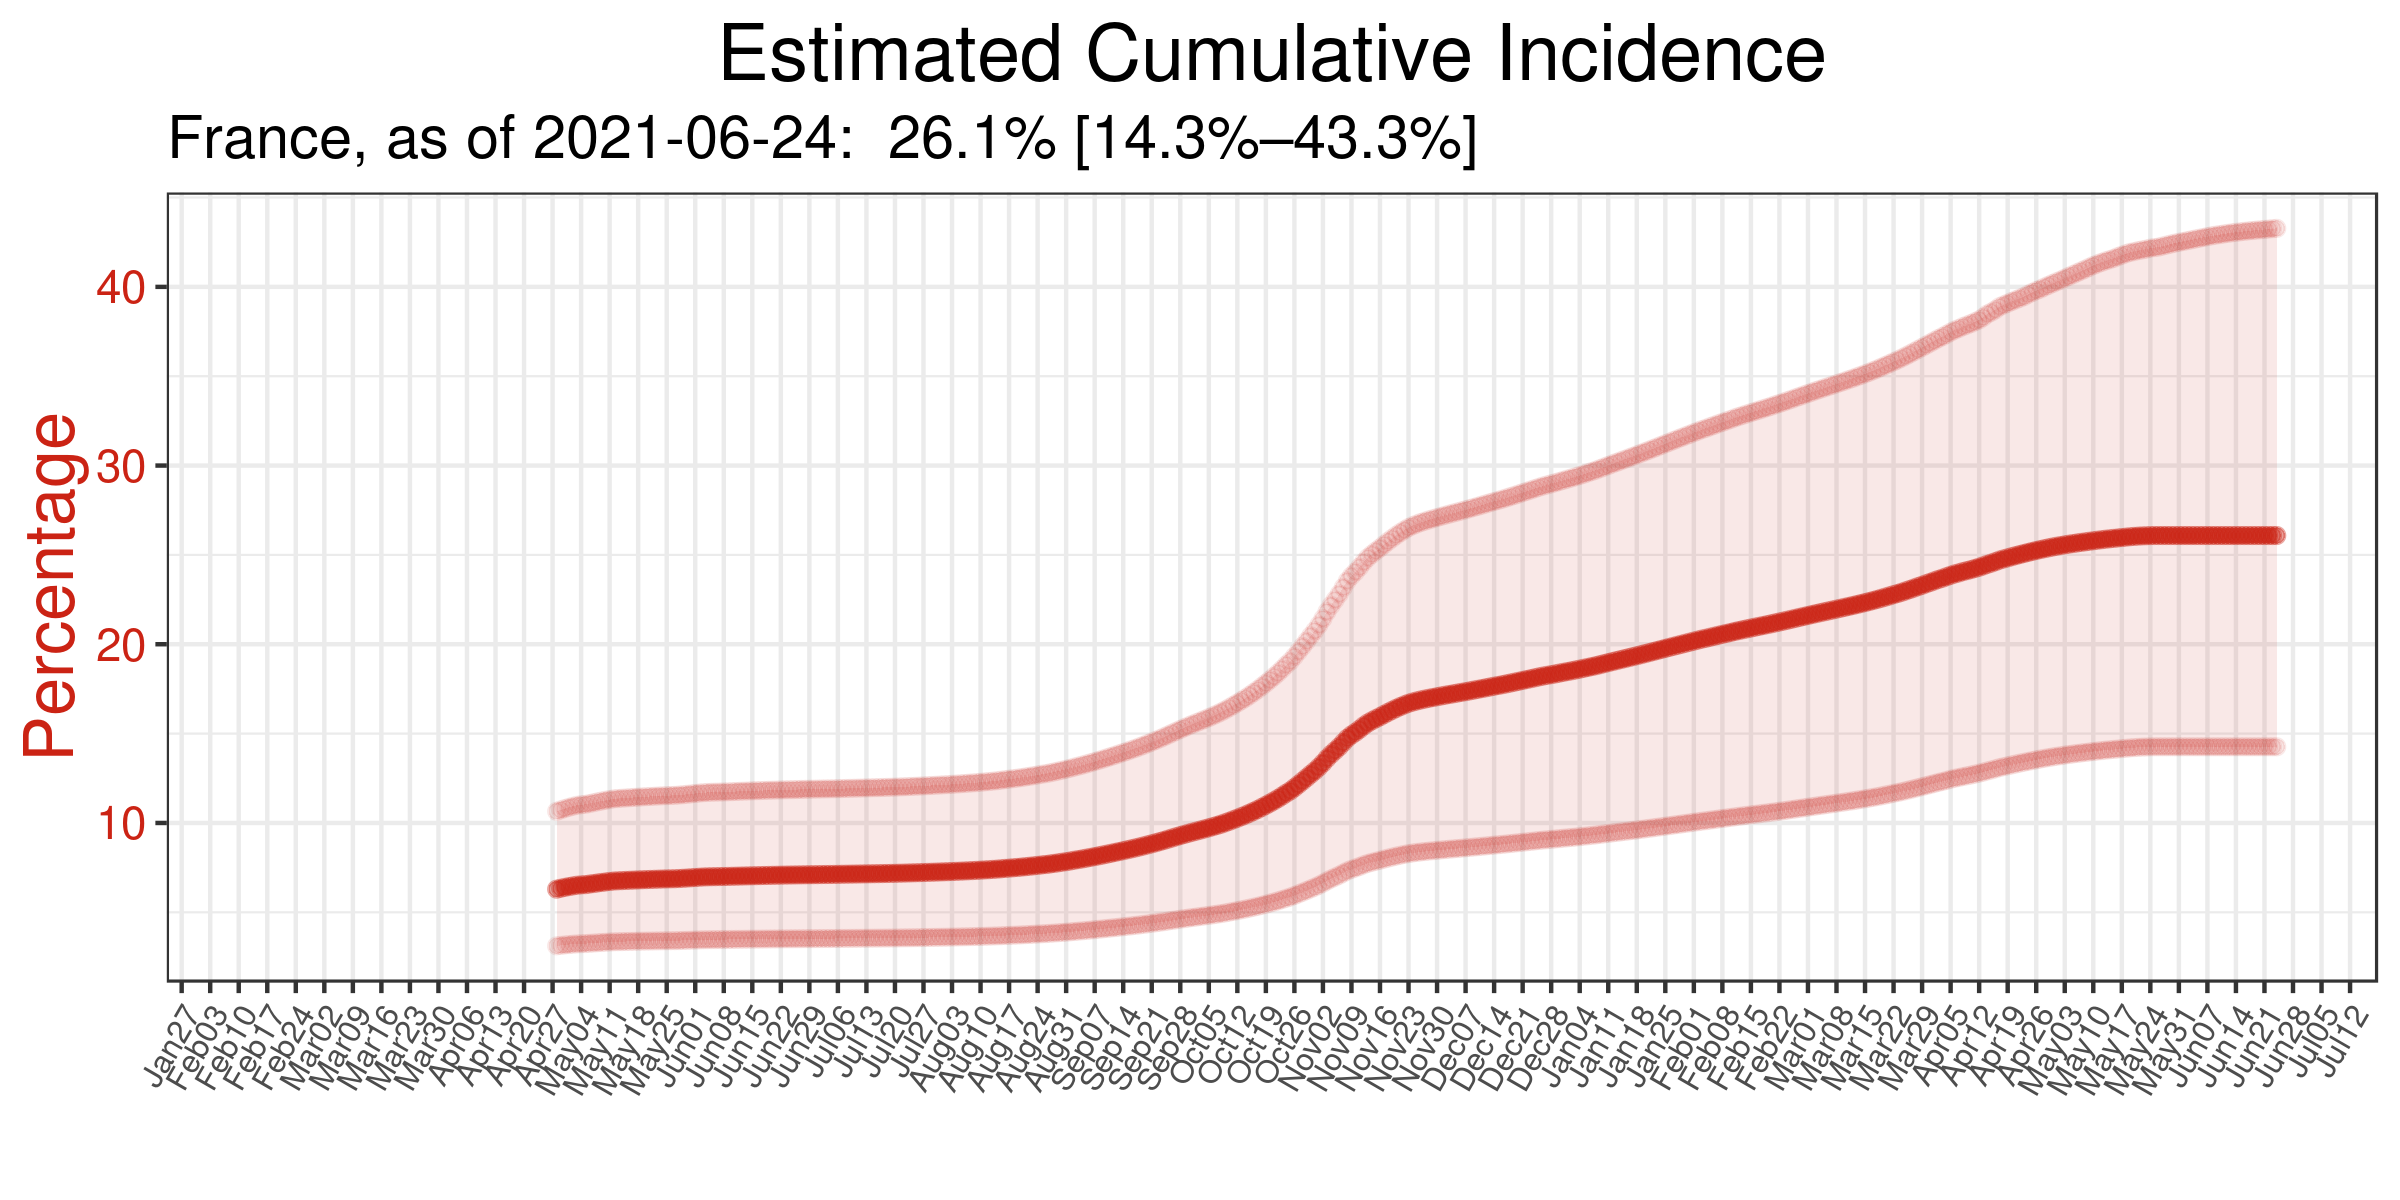 Estimated Cumulative Incidence
France, as of 2021-06-24:  26.1% [14.3%–43.3%]
Percentage
40
30
20
10
Jan27
Feb03
Feb10
Feb17
Feb24
Mar02
Mar09
Mar16
Mar23
Mar30
Apr06
Apr13
Apr20
Apr27
May04
May11
May18
May25
Jun01
Jun08
Jun15
Jun22
Jun29
Jul06
Jul13
Jul20
Jul27
Aug03
Aug10
Aug17
Aug24
Aug31
Sep07
Sep14
Sep21
Sep28
Oct05
Oct12
Oct19
Oct26
Nov02
Nov09
Nov16
Nov23
Nov30
Dec07
Dec14
Dec21
Dec28
Jan04
Jan11
Jan18
Jan25
Feb01
Feb08
Feb15
Feb22
Mar01
Mar08
Mar15
Mar22
Mar29
Apr05
Apr12
Apr19
Apr26
May03
May10
May17
May24
May31
Jun07
Jun14
Jun21
Jun28
Jul05
Jul12